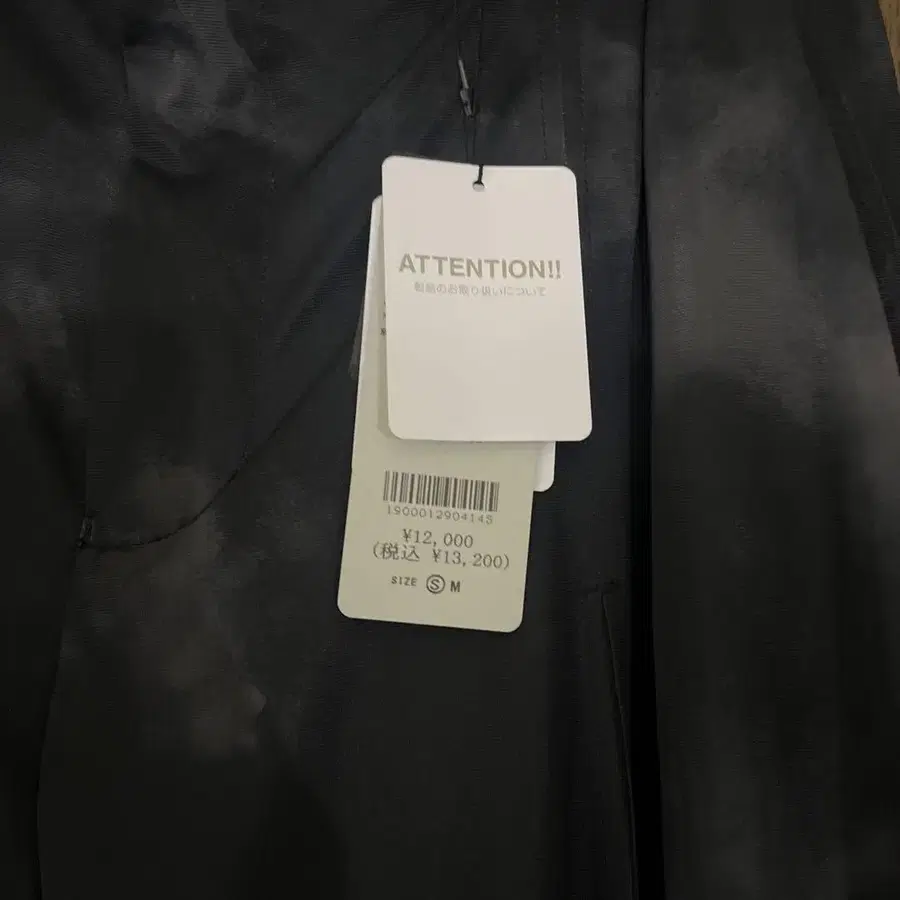 ATTENTION!!
製品のお取り扱いについて
1900012904145
¥12,000
(税込 ¥13,200)
SIZE Ⓢ M